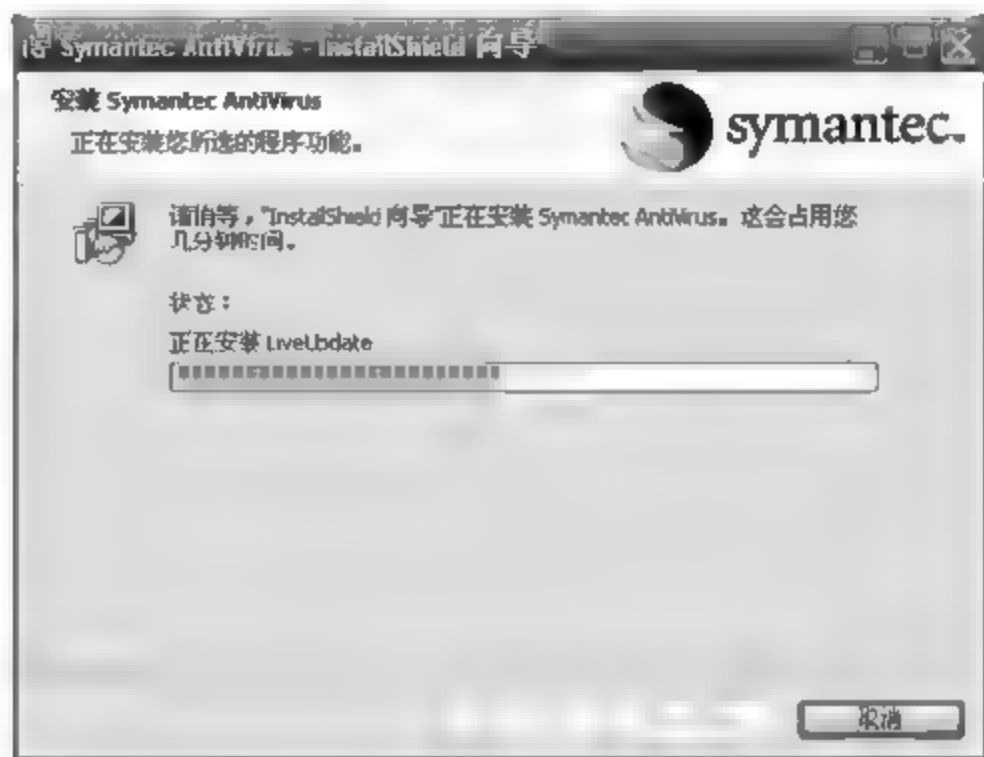 Symantec AntiVirus - InstallShield 向导
安装 Symantec AntiVirus
正在安装您所选的程序功能。
symantec.
请稍等，"InstallShield 向导"正在安装 Symantec AntiVirus。这会占用您
几分钟时间。
状态：
正在安装 LiveUpdate
取消